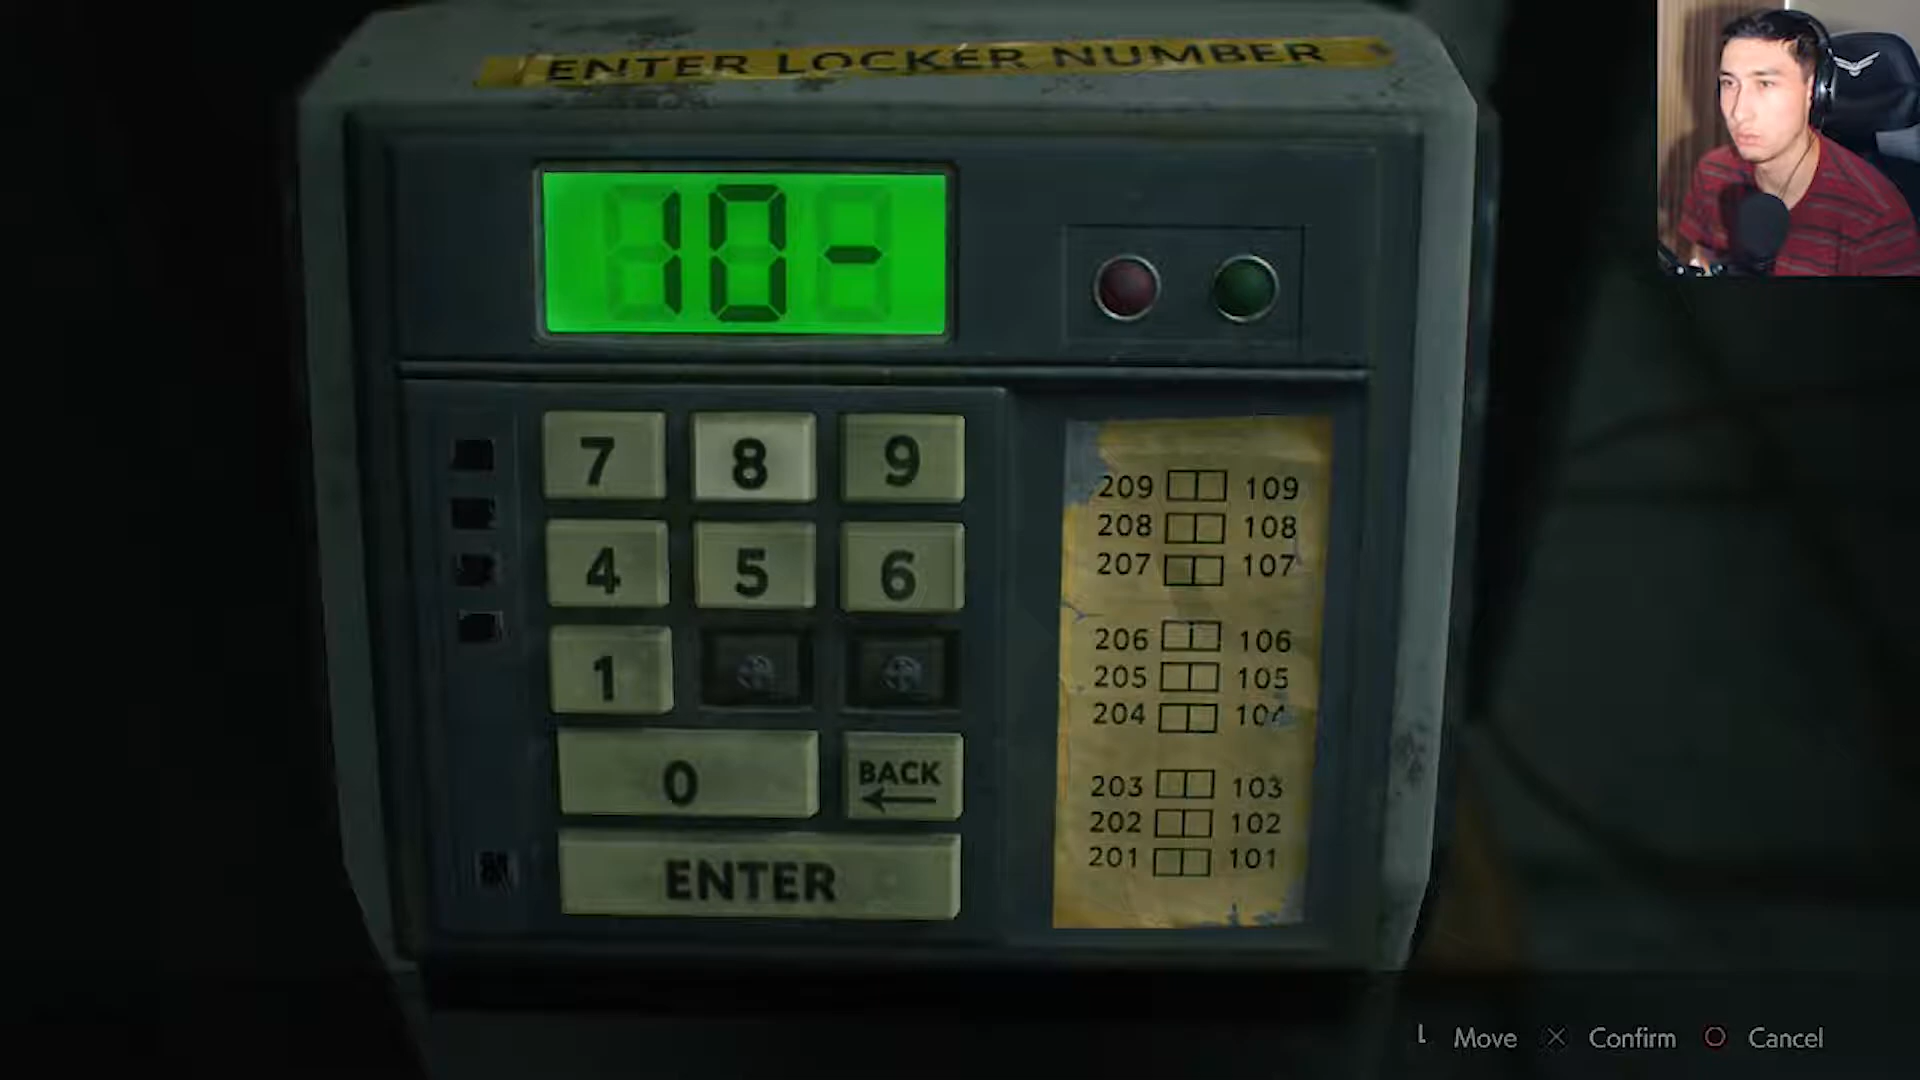 ENTER LOCKER NUMBER
10-
7 8 9
4 5 6
1
0 BACK
ENTER
209 109
208 108
207 107
206 106
205 105
204 104
203 103
202 102
201 101
Move Confirm Cancel